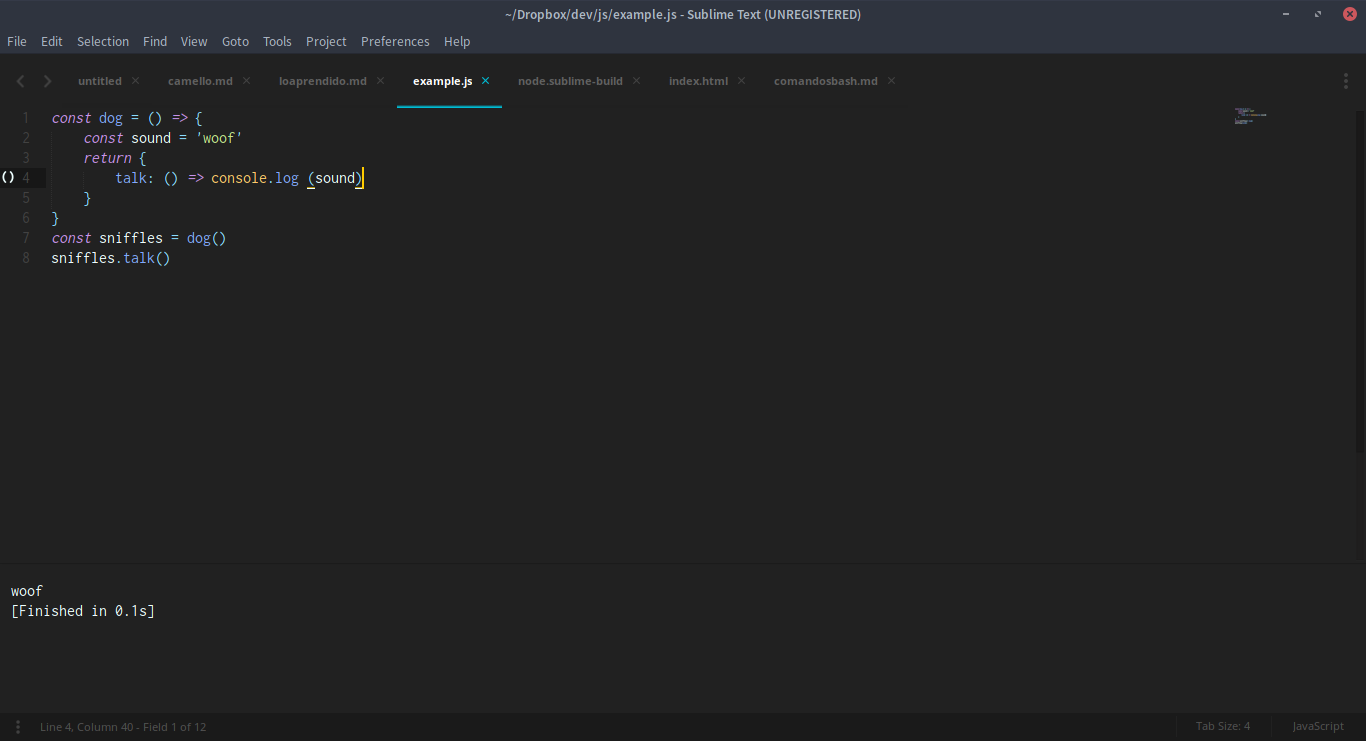 ~/Dropbox/dev/js/example.js - Sublime Text (UNREGISTERED)
File Edit Selection Find View Goto Tools Project Preferences Help
untitled camello.md loaprendido.md example.js node.sublime-build index.html comandosbash.md
1 const dog = () => {
2     const sound = 'woof'
3     return {
() 4         talk: () => console.log (sound)
5     }
6 }
7 const sniffles = dog()
8 sniffles.talk()
woof
[Finished in 0.1s]
Line 4, Column 40 - Field 1 of 12 Tab Size: 4 JavaScript